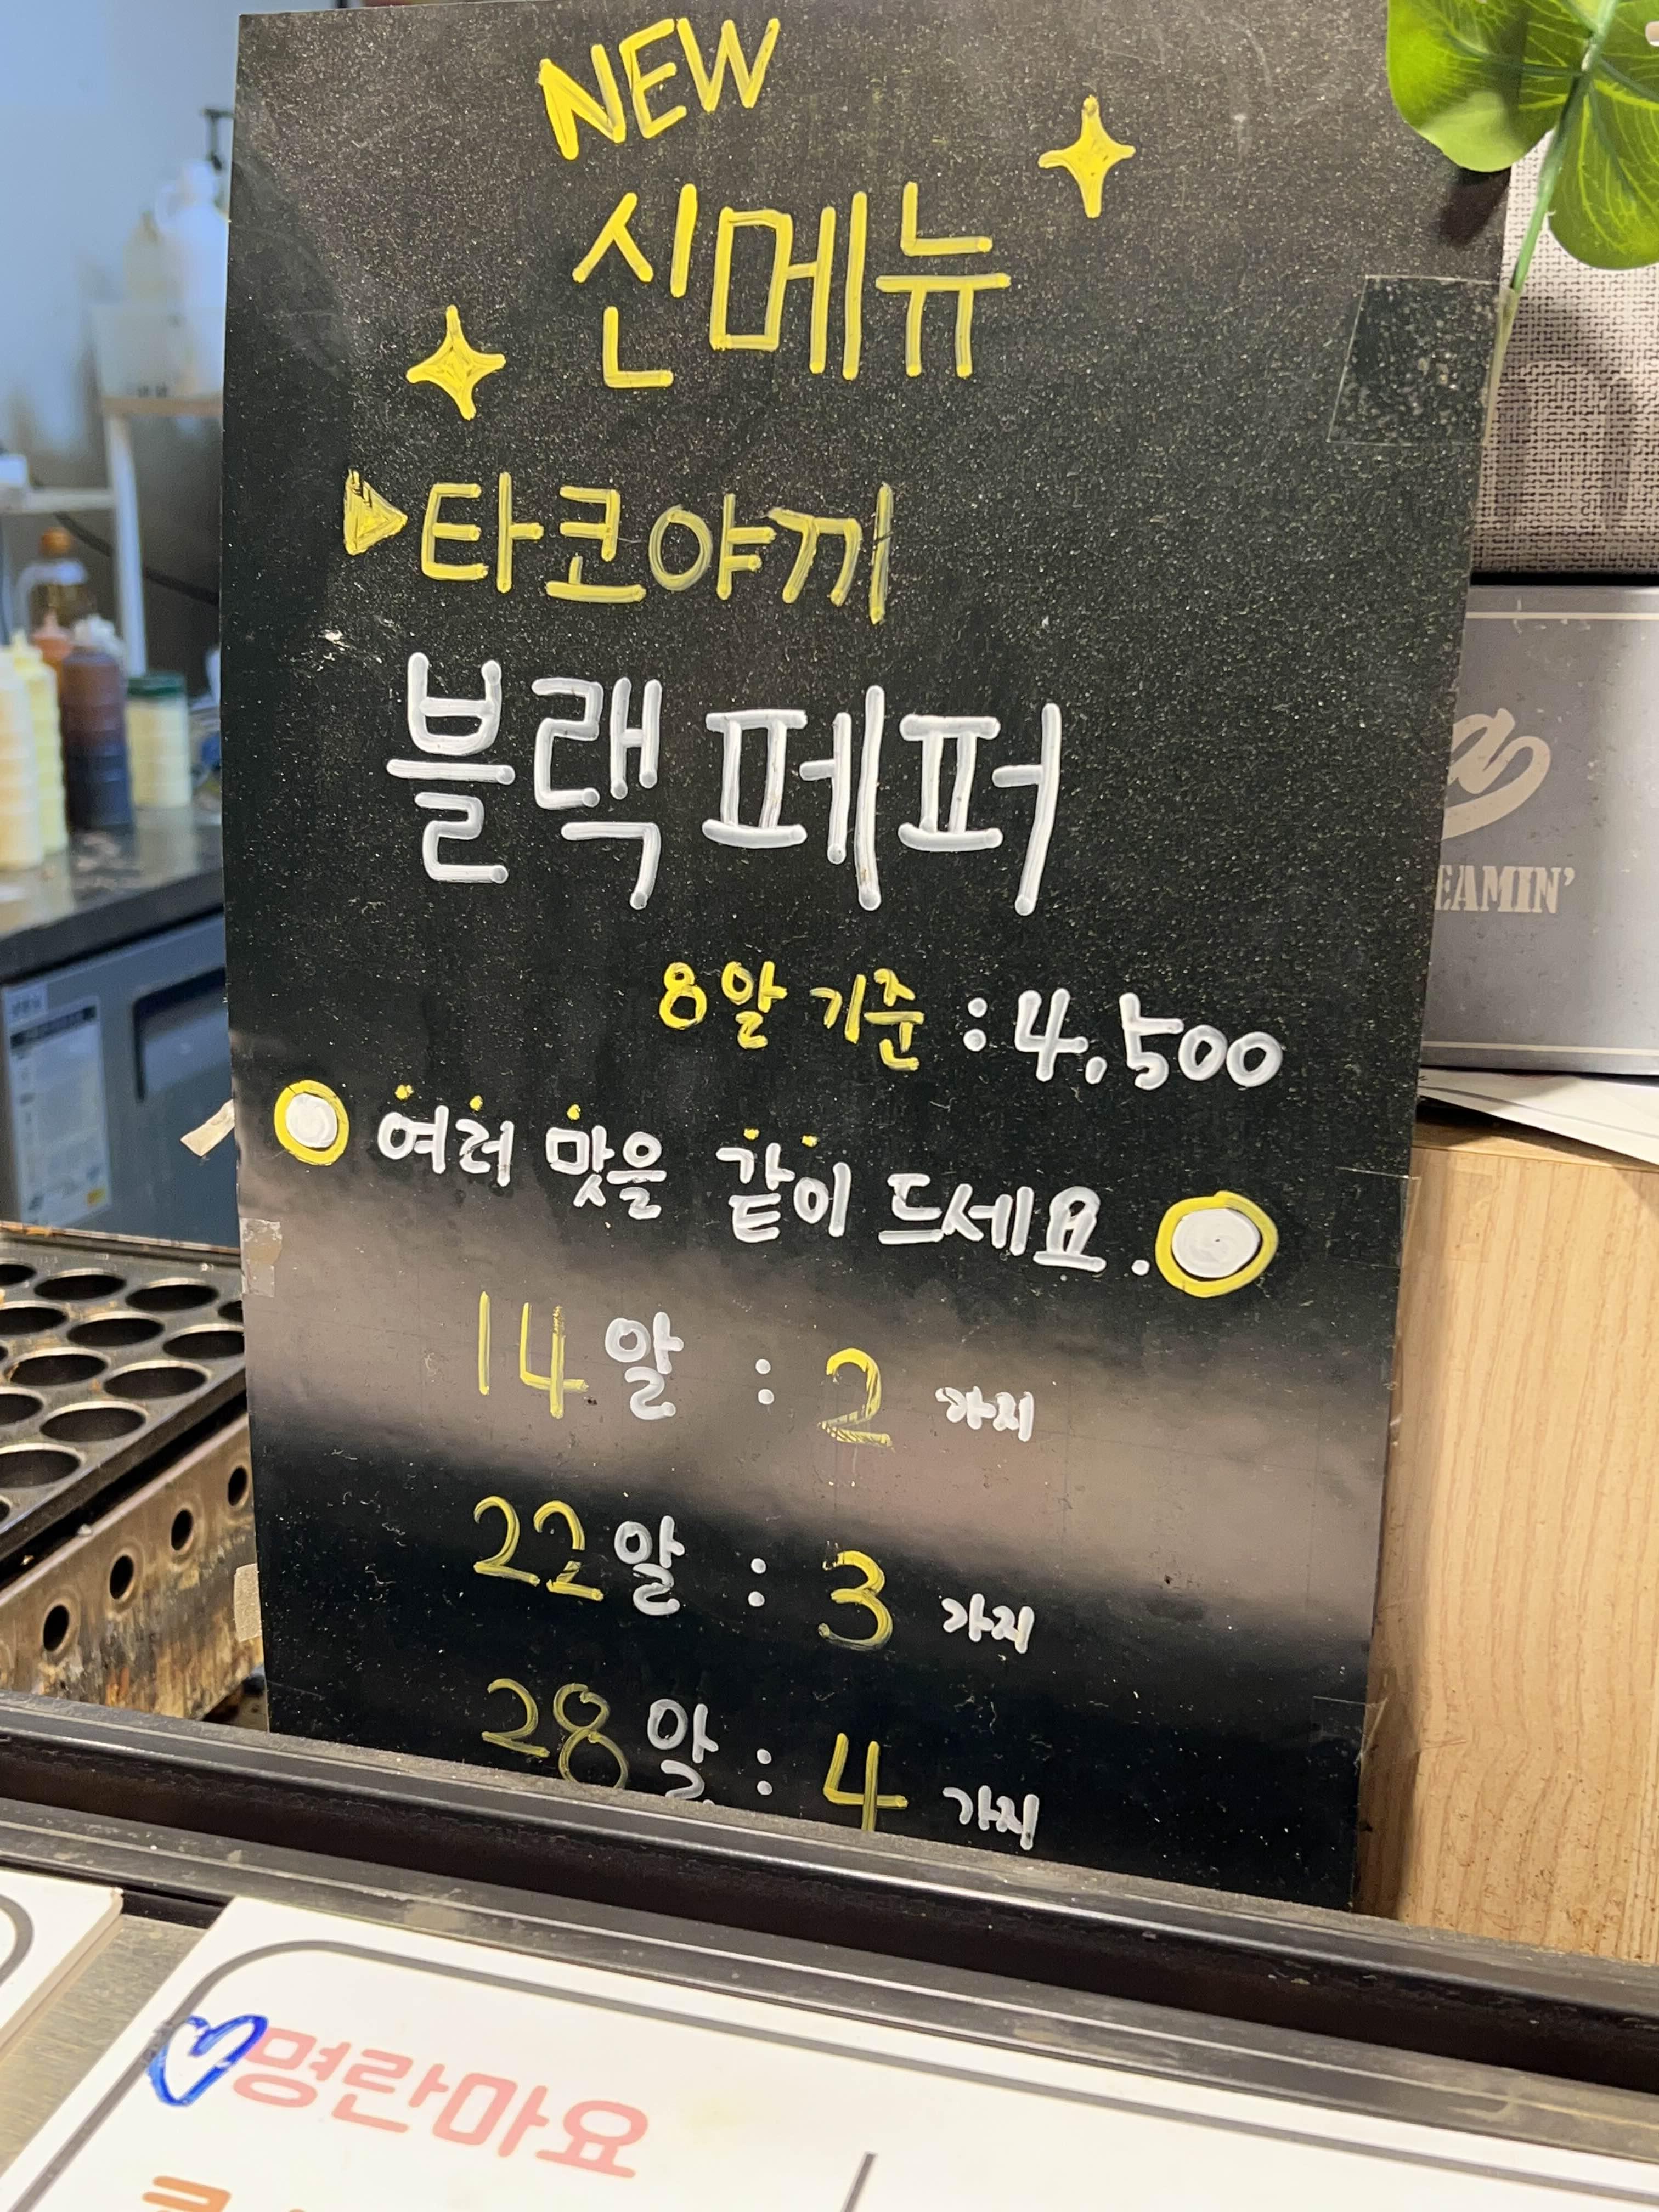 NEW
신메뉴
타코야끼
블랙페퍼
8알 기준 : 4,500
여러 맛을 같이 드세요.
14알 : 2 가지
22알 : 3 가지
28알 : 4 가지
EAMIN'
명란마요